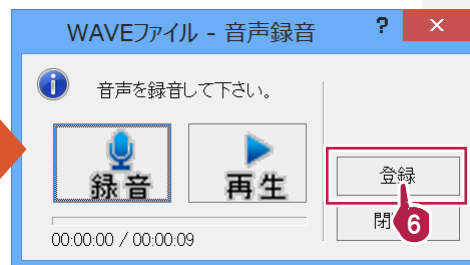 WAVEファイル - 音声録音 ?
音声を録音して下さい。
録音 再生
登録
閉
6
00:00:00 / 00:00:09